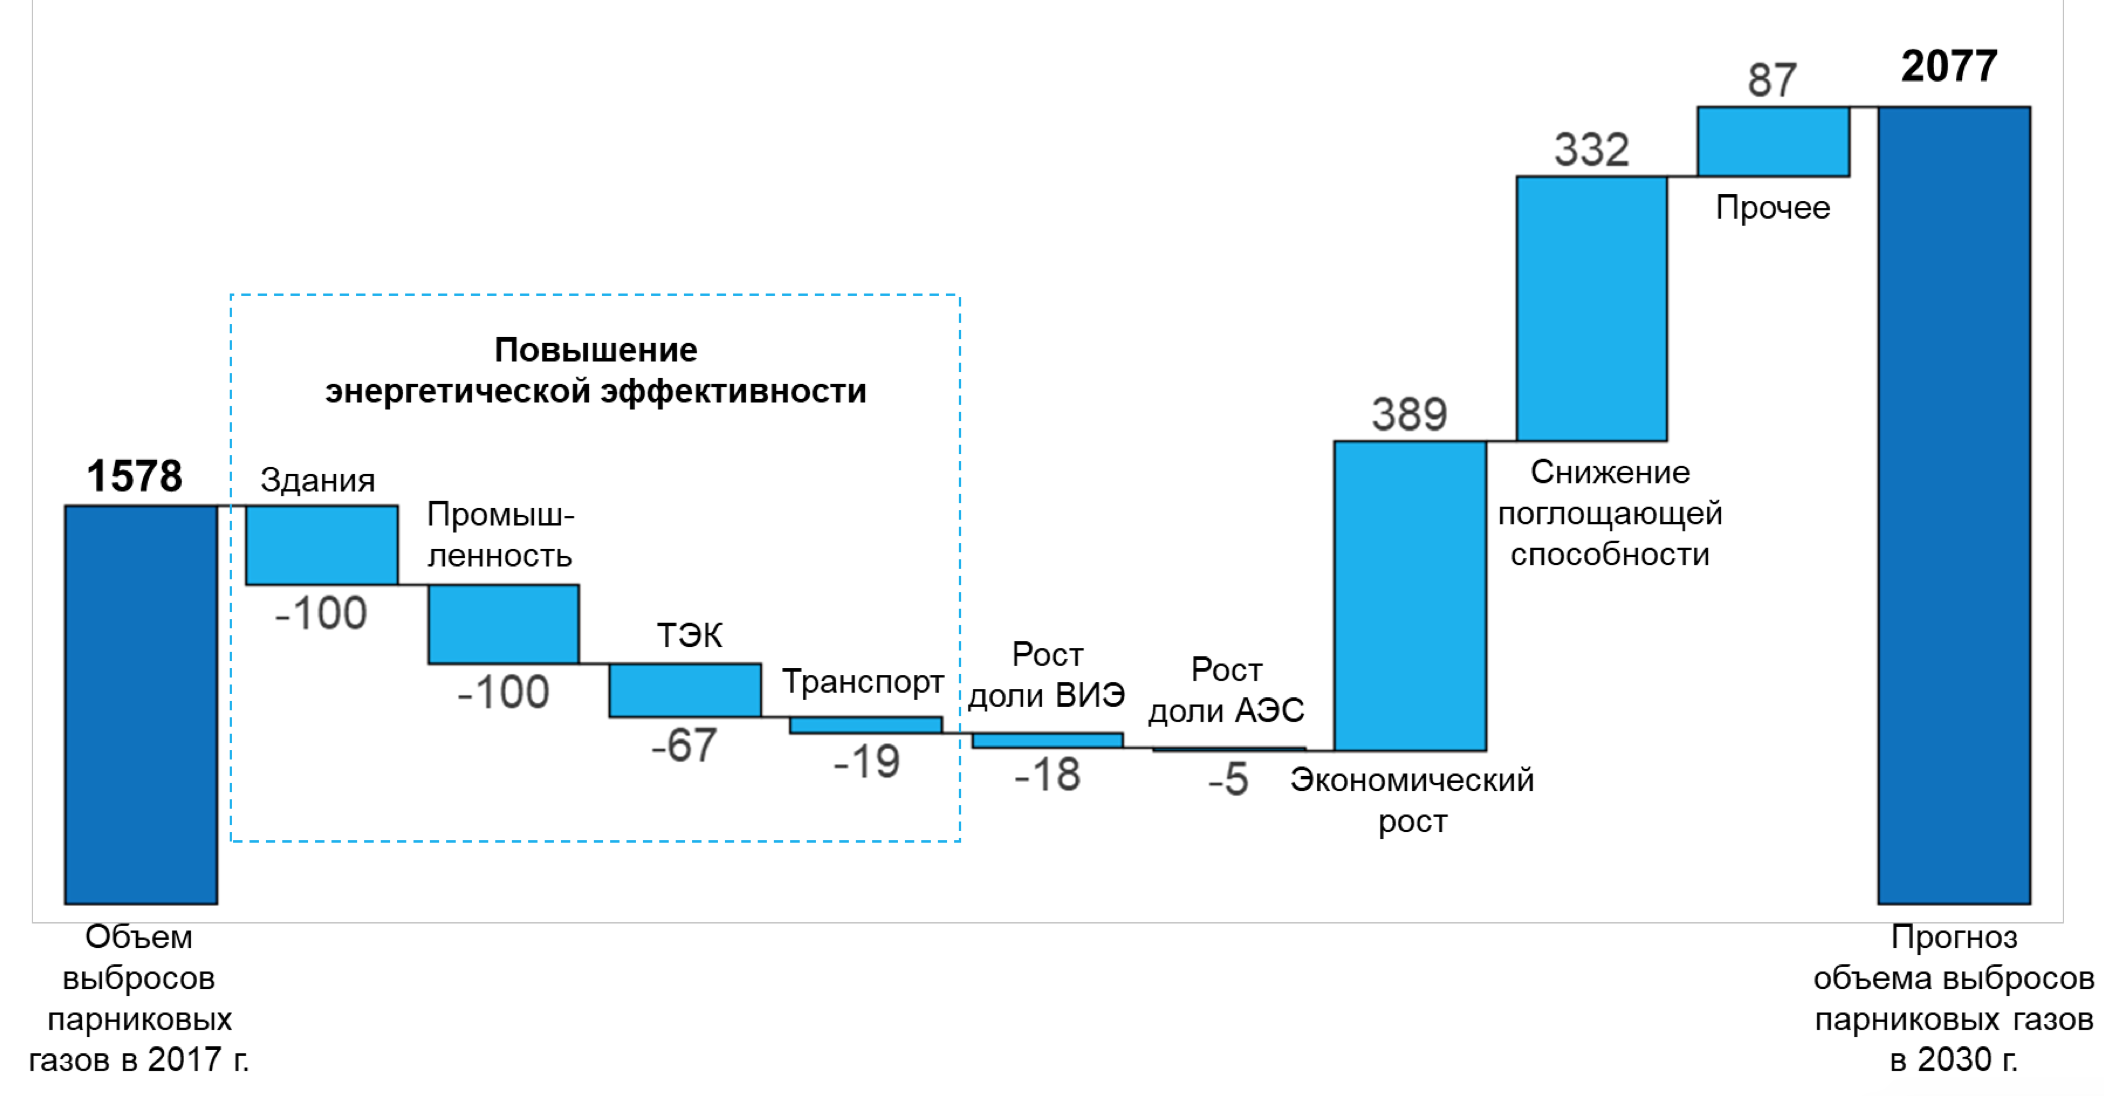 2077
87
332
Прочее
Повышение
энергетической эффективности
389
1578
Здания
Снижение
поглощающей
способности
Промыш-
ленность
-100
ТЭК
Рост
доли ВИЭ
Рост
доли АЭС
Транспорт
-100
-67
-19
-18
-5
Экономический
рост
Объем
выбросов
парниковых
газов в 2017 г.
Прогноз
объема выбросов
парниковых газов
в 2030 г.